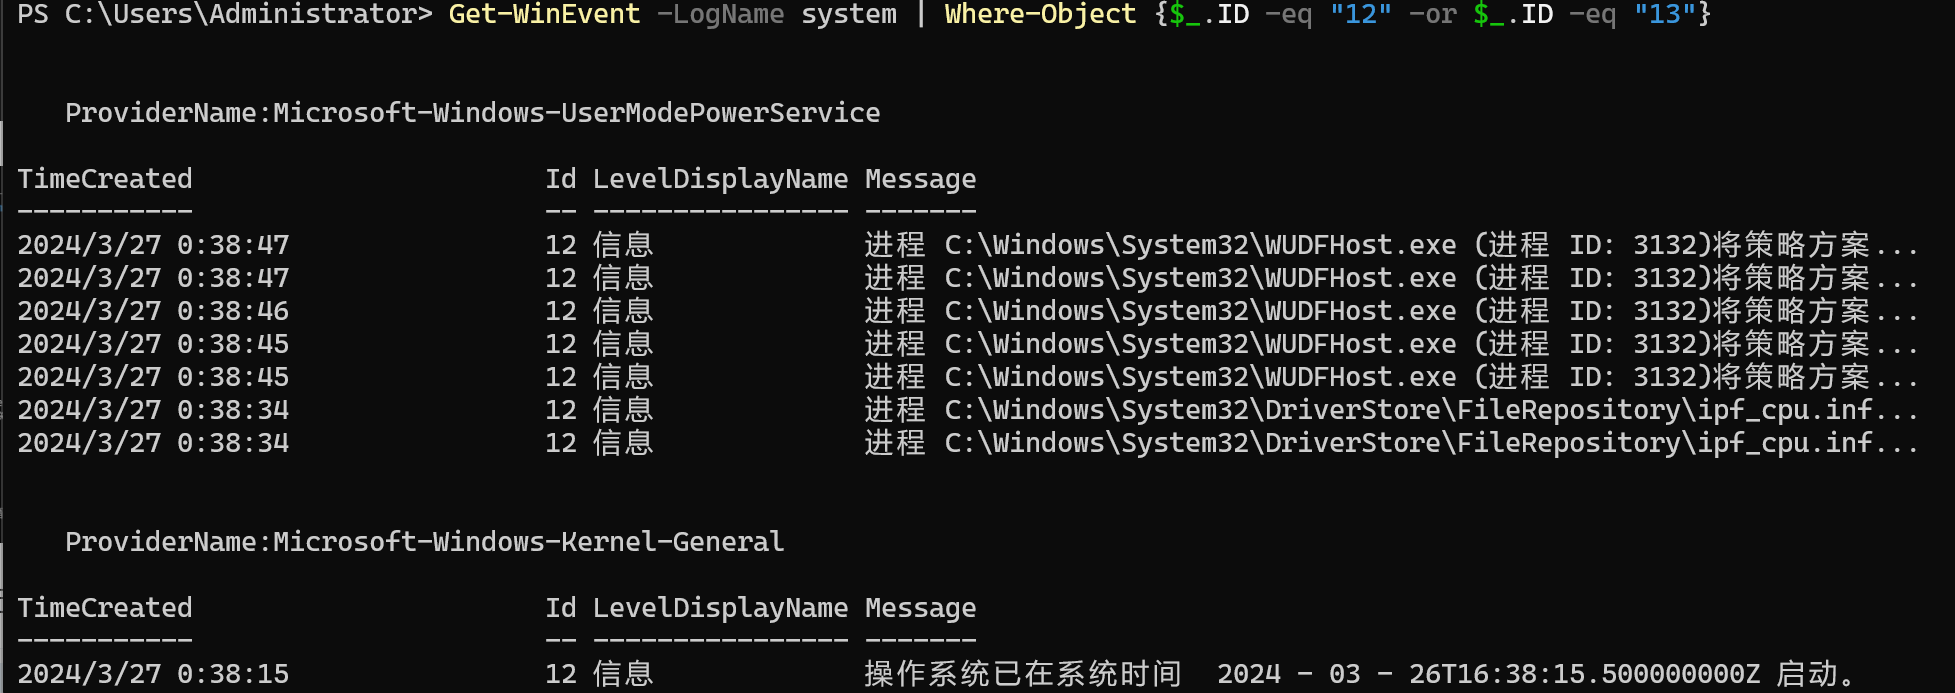 PS C:\Users\Administrator> Get-WinEvent -LogName system | Where-Object {$_.ID -eq "12" -or $_.ID -eq "13"}
ProviderName:Microsoft-Windows-UserModePowerService
TimeCreated Id LevelDisplayName Message
----------- -- ---------------- -------
2024/3/27 0:38:47 12 信息 进程 C:\Windows\System32\WUDFHost.exe (进程 ID: 3132)将策略方案...
2024/3/27 0:38:47 12 信息 进程 C:\Windows\System32\WUDFHost.exe (进程 ID: 3132)将策略方案...
2024/3/27 0:38:46 12 信息 进程 C:\Windows\System32\WUDFHost.exe (进程 ID: 3132)将策略方案...
2024/3/27 0:38:45 12 信息 进程 C:\Windows\System32\WUDFHost.exe (进程 ID: 3132)将策略方案...
2024/3/27 0:38:45 12 信息 进程 C:\Windows\System32\WUDFHost.exe (进程 ID: 3132)将策略方案...
2024/3/27 0:38:34 12 信息 进程 C:\Windows\System32\DriverStore\FileRepository\ipf_cpu.inf...
2024/3/27 0:38:34 12 信息 进程 C:\Windows\System32\DriverStore\FileRepository\ipf_cpu.inf...
ProviderName:Microsoft-Windows-Kernel-General
TimeCreated Id LevelDisplayName Message
----------- -- ---------------- -------
2024/3/27 0:38:15 12 信息 操作系统已在系统时间 2024 - 03 - 26T16:38:15.500000000Z 启动。